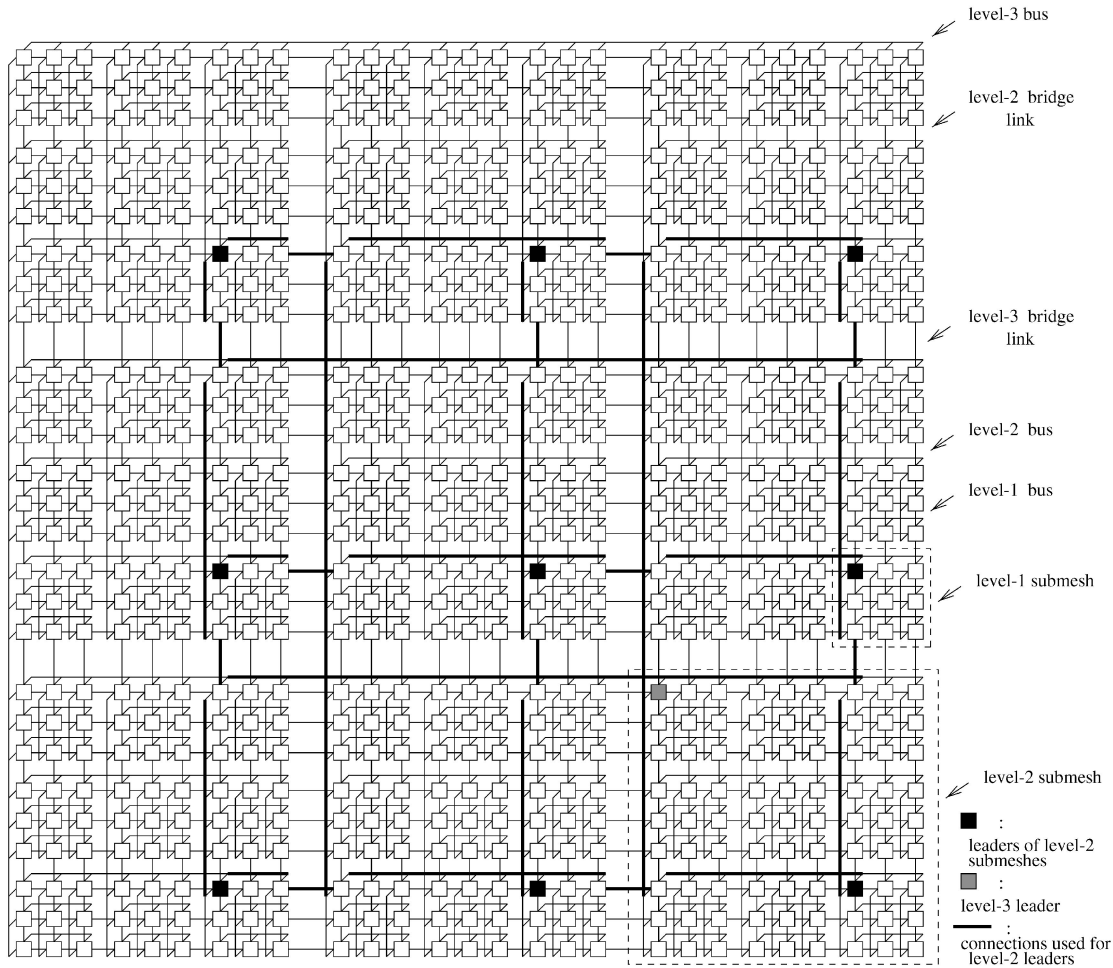 level-3 bus
level-2 bridge
link
level-3 bridge
link
level-2 bus
level-1 bus
level-1 submesh
level-2 submesh
:
leaders of level-2
submeshes
:
level-3 leader
:
connections used for
level-2 leaders